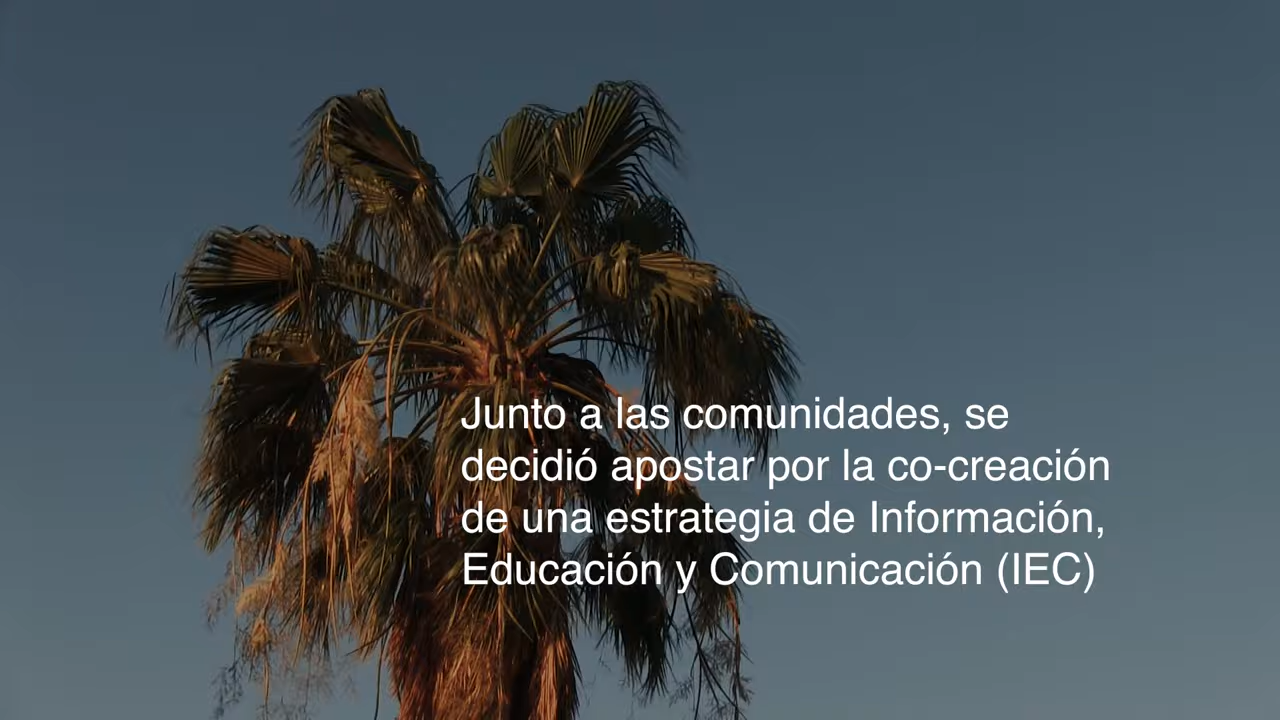 Junto a las comunidades, se
decidió apostar por la co-creación
de una estrategia de Información,
Educación y Comunicación (IEC)